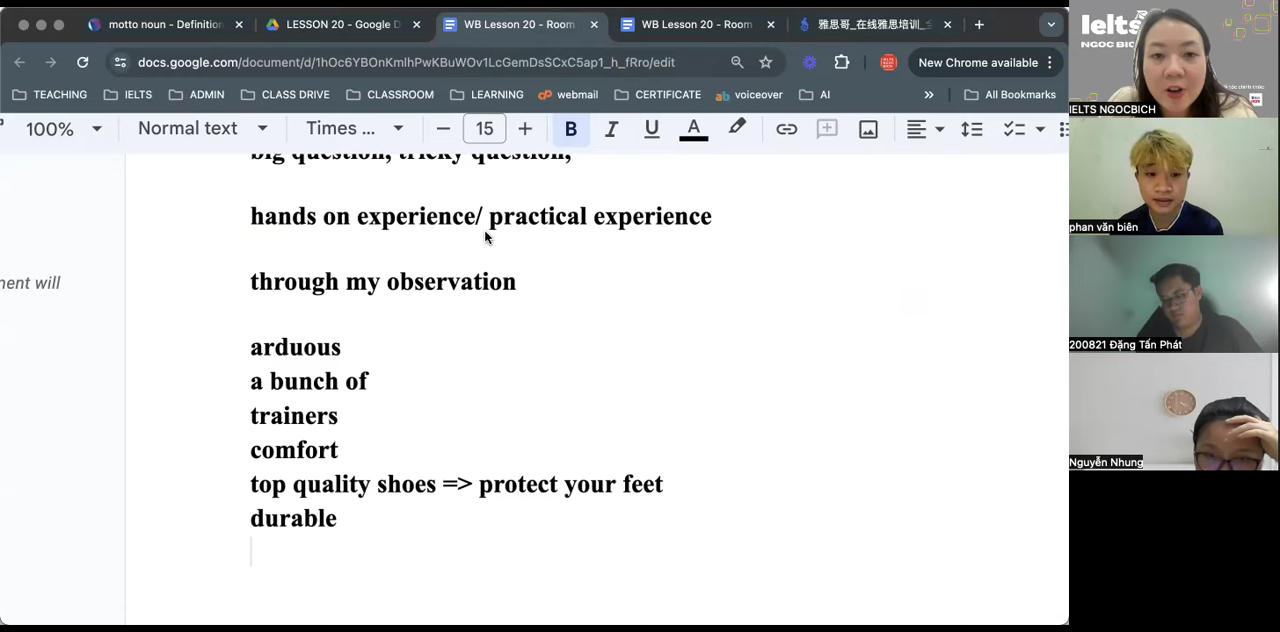 motto noun - Definition
LESSON 20 - Google D
WB Lesson 20 - Room
WB Lesson 20 - Room
雅思哥_在线雅思培训_
docs.google.com/document/d/1hOc6YBOnKmlhPwKBuWOv1LcGemDsSCxC5ap1_h_fRro/edit
New Chrome available
TEACHING
IELTS
ADMIN
CLASS DRIVE
CLASSROOM
LEARNING
webmail
CERTIFICATE
voiceover
AI
All Bookmarks
100%
Normal text
Times ...
15
B
I
U
A
big question, tricky question,
hands on experience/ practical experience
through my observation
nent will
arduous
a bunch of
trainers
comfort
top quality shoes => protect your feet
durable
Ielts
NGOC BIC
IELTS NGOCBICH
phan văn biên
200821 Đặng Tấn Phát
Nguyễn Nhung